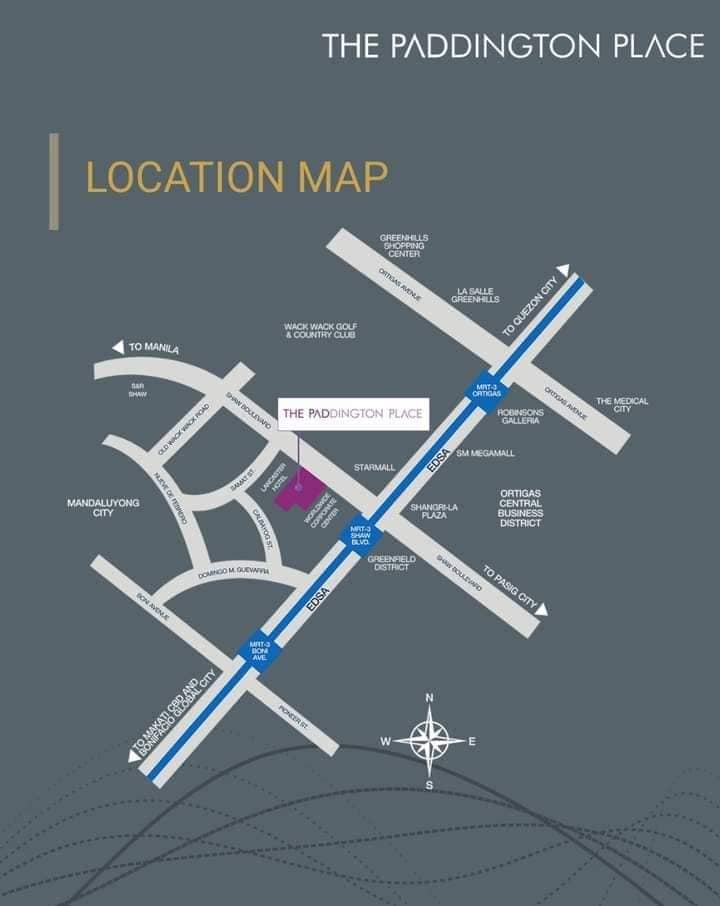 THE PADDINGTON PLACE
LOCATION MAP
GREENHILLS
SHOPPING
CENTER
ORTIGAS AVENUE
LA SALLE
GREENHILLS
TO QUEZON CITY
WACK WACK GOLF
& COUNTRY CLUB
TO MANILA
S&R
SHAW
OLD WACK WACK ROAD
SHAW BOULEVARD
THE PADDINGTON PLACE
MRT-3
ORTIGAS
ORTIGAS AVENUE
THE MEDICAL
CITY
ROBINSONS
GALLERIA
EDSA
SM MEGAMALL
STARMALL
LANCASTER
HOTEL
SAMAT ST.
NUEVE DE FEBRERO
MANDALUYONG
CITY
WORLDWIDE
CORPORATE
CENTER
CALBAYOG ST.
SHANGRI-LA
PLAZA
ORTIGAS
CENTRAL
BUSINESS
DISTRICT
MRT-3
SHAW
BLVD.
GREENFIELD
DISTRICT
SHAW BOULEVARD
TO PASIG CITY
DOMINGO M. GUEVARRA
EDSA
BONI AVENUE
MRT-3
BONI
AVE.
TO MAKATI CBD AND
BONIFACIO GLOBAL CITY
PIONEER ST.
N
W
E
S